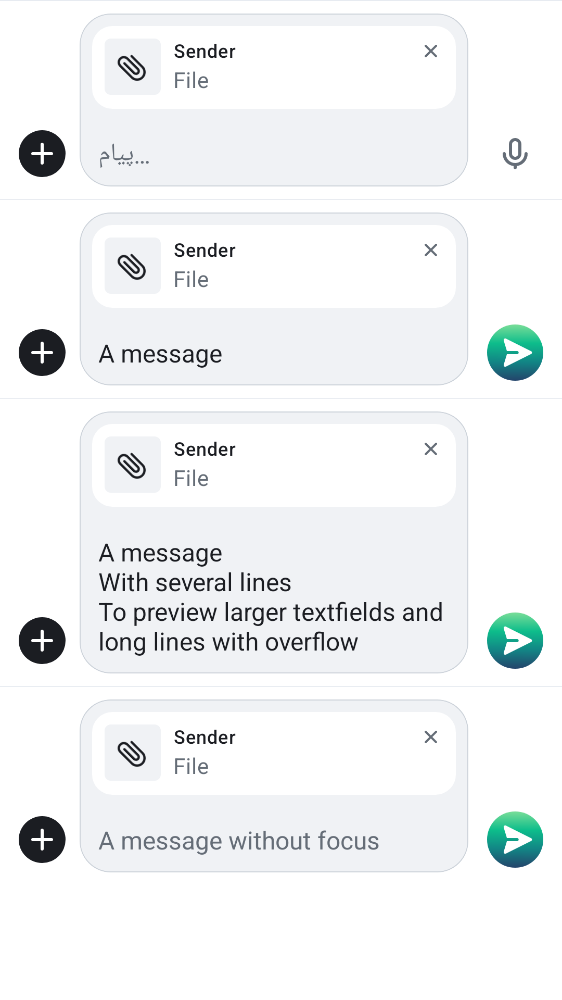 Sender
File
پیام...
Sender
File
A message
Sender
File
A message
With several lines
To preview larger textfields and
long lines with overflow
Sender
File
A message without focus